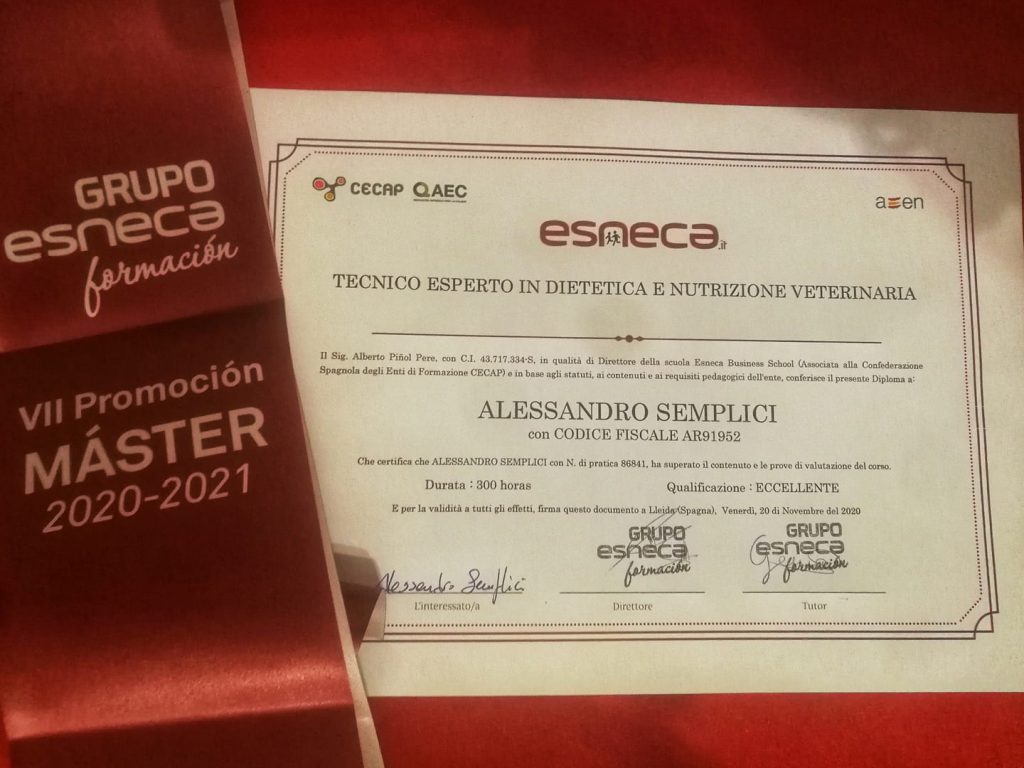 GRUPO
esneca
formación
VII Promoción
MÁSTER
2020-2021
CECAP QAEC
aeen
esneca.it
TECNICO ESPERTO IN DIETETICA E NUTRIZIONE VETERINARIA
Il Sig. Alberto Piñol Pere, con C.I. 43.717.334-S, in qualità di Direttore della scuola Esneca Business School (Associata alla Confederazione
Spagnola degli Enti di Formazione CECAP) e in base agli statuti, ai contenuti e ai requisiti pedagogici dell'ente, conferisce il presente Diploma a:
ALESSANDRO SEMPLICI
con CODICE FISCALE AR91952
Che certifica che ALESSANDRO SEMPLICI con N. di pratica 86841, ha superato il contenuto e le prove di valutazione del corso.
Durata : 300 horas
Qualificazione : ECCELLENTE
E per la validità a tutti gli effetti, firma questo documento a Lleida (Spagna), Venerdì, 20 di Novembre del 2020
Alessandro Semplici
GRUPO
esneca
formación
GRUPO
esneca
formación
L'interessato/a
Direttore
Tutor